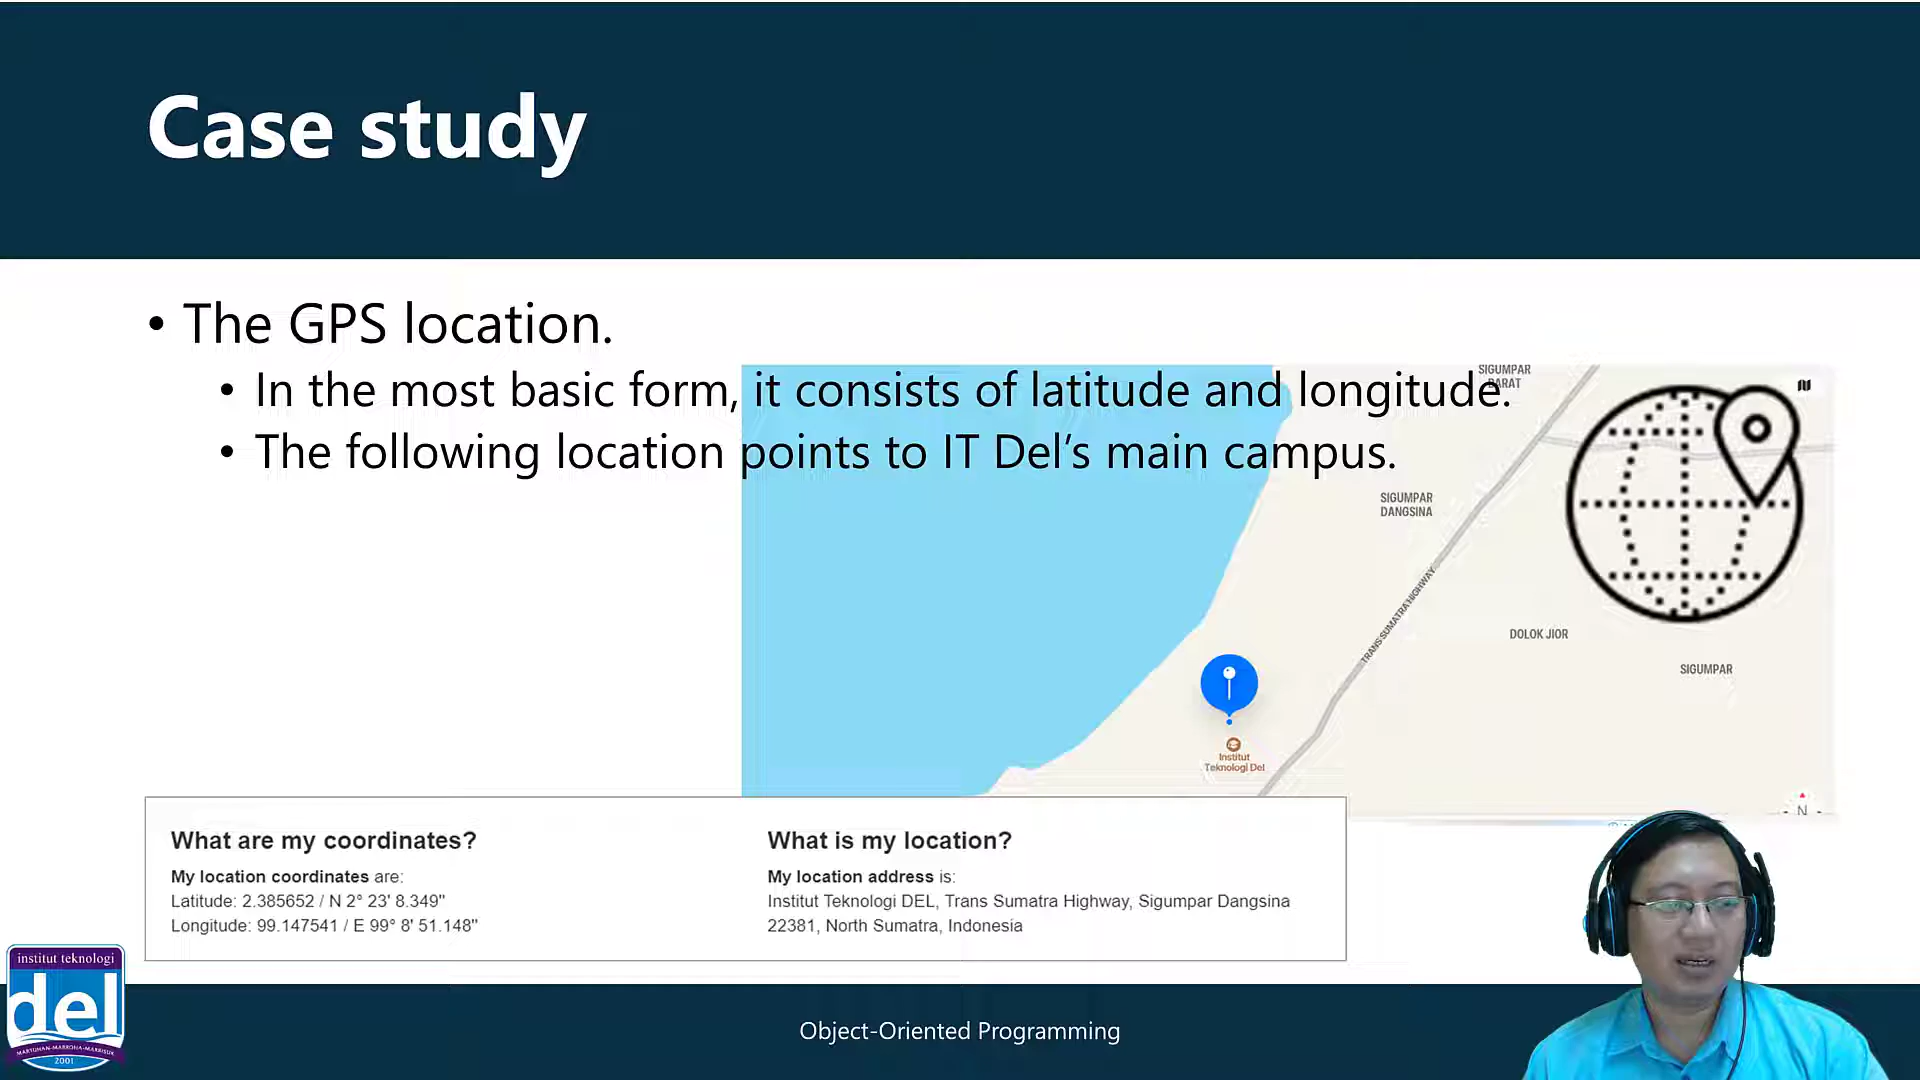 Case study
• The GPS location.
• In the most basic form, it consists of latitude and longitude.
• The following location points to IT Del’s main campus.
SIGUMPAR
BARAT
SIGUMPAR
DANGSINA
TRANS SUMATRA HIGHWAY
DOLOK JIOR
SIGUMPAR
Institut
Teknologi Del
N
What are my coordinates?
My location coordinates are:
Latitude: 2.385652 / N 2° 23' 8.349''
Longitude: 99.147541 / E 99° 8' 51.148''
What is my location?
My location address is:
Institut Teknologi DEL, Trans Sumatra Highway, Sigumpar Dangsina
22381, North Sumatra, Indonesia
institut teknologi
del
MARTUHAN-MARROHA-MARBISUK
2001
Object-Oriented Programming